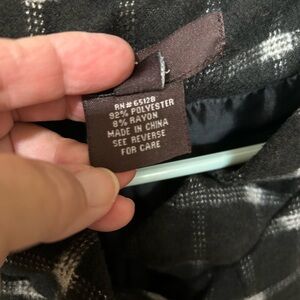 RN# 65128
92% POLYESTER
8% RAYON
MADE IN CHINA
SEE REVERSE
FOR CARE